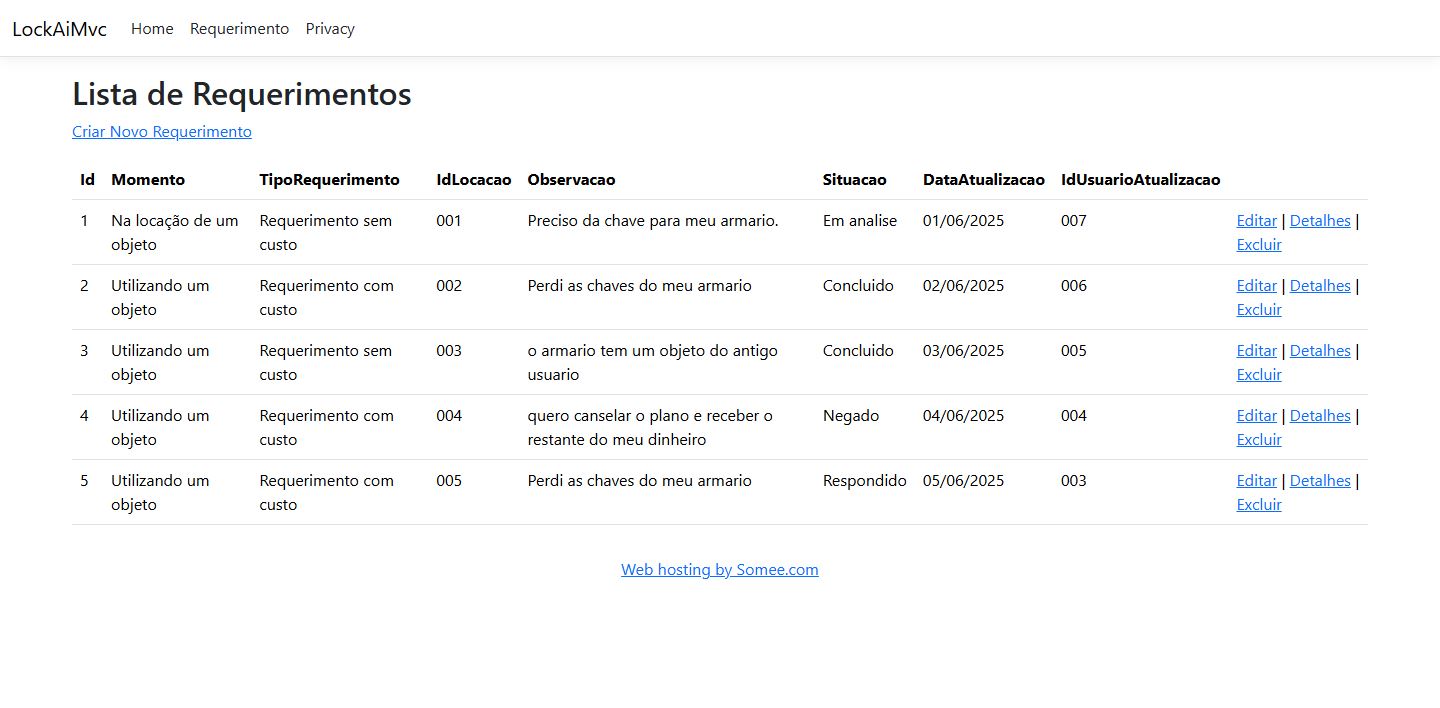 LockAiMvc Home Requerimento Privacy
Lista de Requerimentos
Criar Novo Requerimento
Id Momento TipoRequerimento IdLocacao Observacao Situacao DataAtualizacao IdUsuarioAtualizacao
1 Na locação de um Requerimento sem 001 Preciso da chave para meu armario. Em analise 01/06/2025 007 Editar | Detalhes |
objeto custo Excluir
2 Utilizando um Requerimento com 002 Perdi as chaves do meu armario Concluido 02/06/2025 006 Editar | Detalhes |
objeto custo Excluir
3 Utilizando um Requerimento sem 003 o armario tem um objeto do antigo Concluido 03/06/2025 005 Editar | Detalhes |
objeto custo usuario Excluir
4 Utilizando um Requerimento com 004 quero canselar o plano e receber o Negado 04/06/2025 004 Editar | Detalhes |
objeto custo restante do meu dinheiro Excluir
5 Utilizando um Requerimento com 005 Perdi as chaves do meu armario Respondido 05/06/2025 003 Editar | Detalhes |
objeto custo Excluir
Web hosting by Somee.com